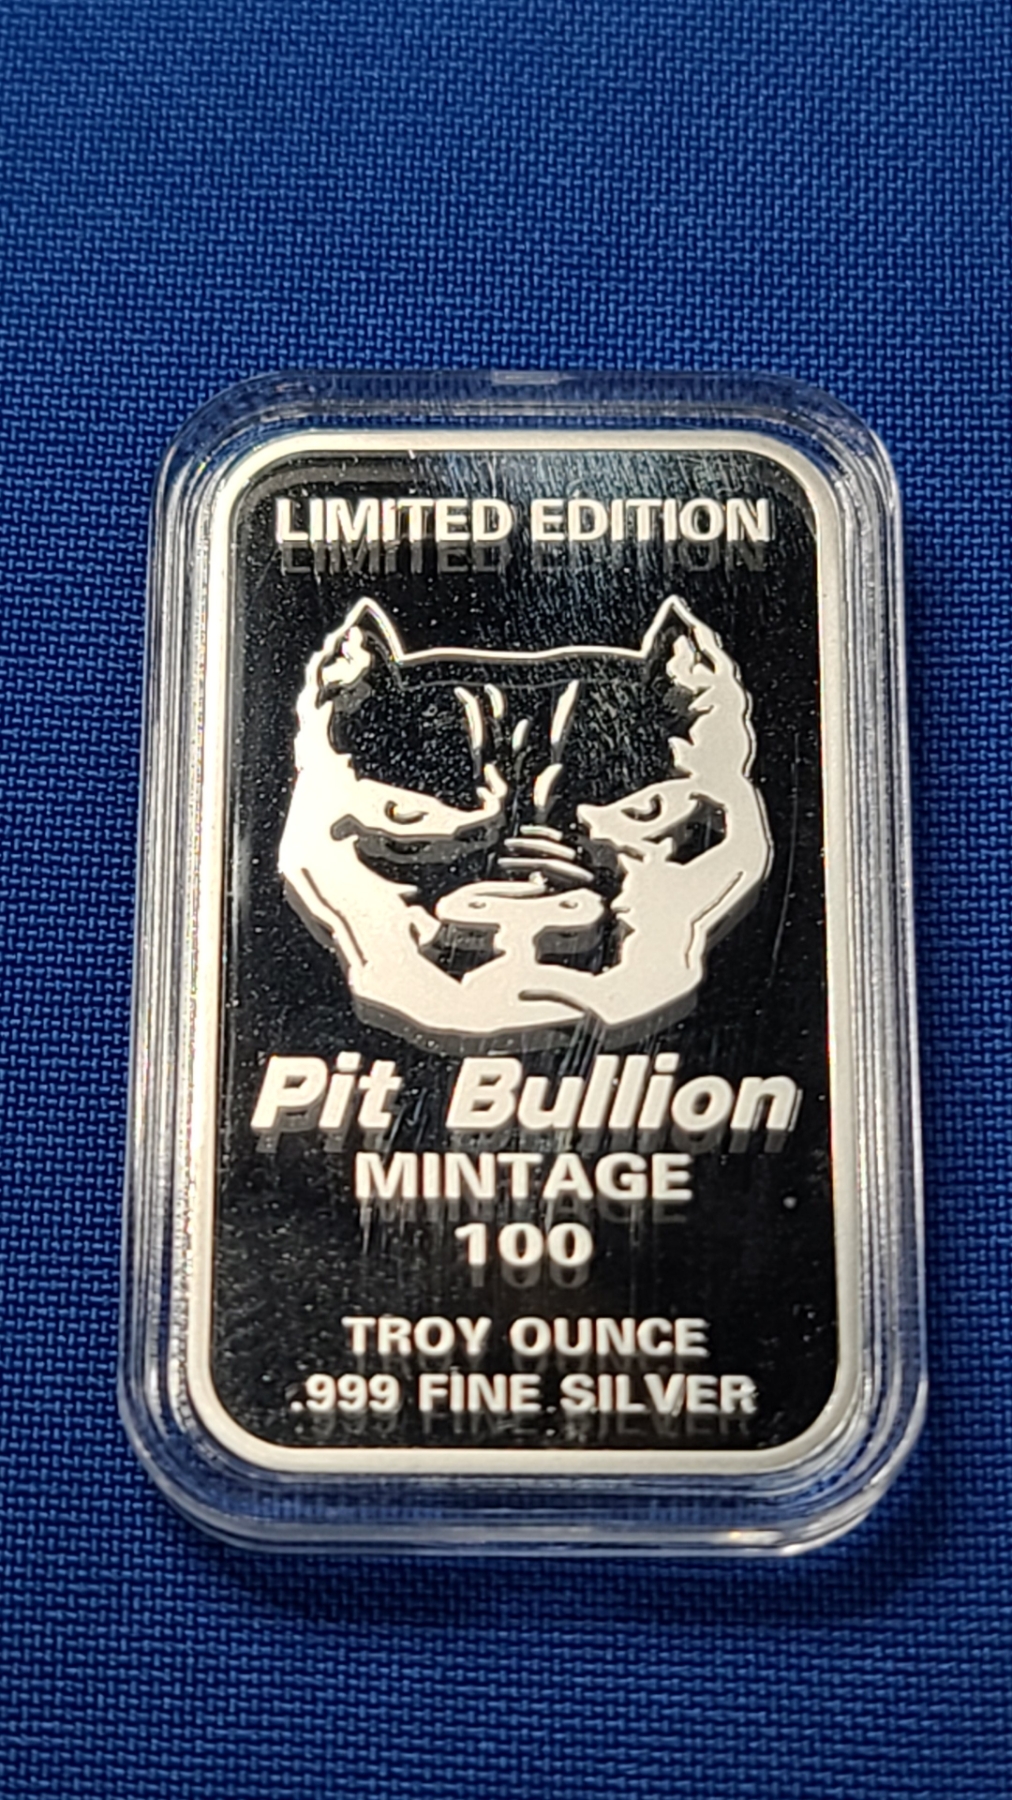 LIMITED EDITION
Pit Bullion
MINTAGE
100
TROY OUNCE
.999 FINE SILVER